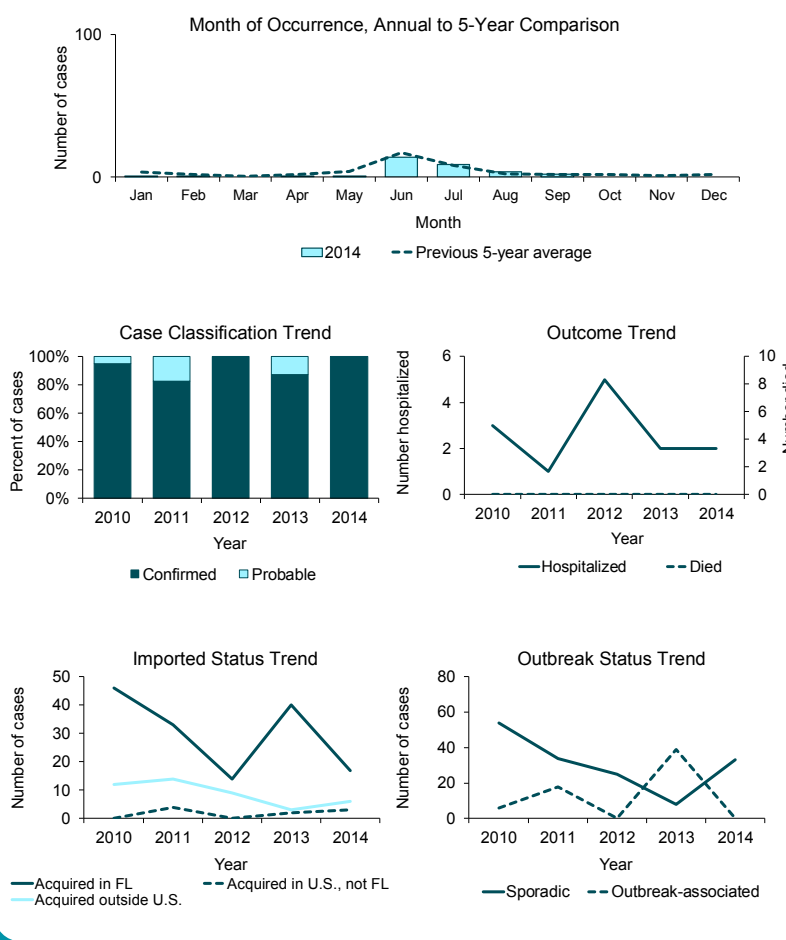 Month of Occurrence, Annual to 5-Year Comparison
100
0
Number of cases
Jan Feb Mar Apr May Jun Jul Aug Sep Oct Nov Dec
Month
2014 Previous 5-year average
Case Classification Trend
100%
80%
60%
40%
20%
0%
Percent of cases
2010 2011 2012 2013 2014
Year
Confirmed Probable
Outcome Trend
6
4
2
0
Number hospitalized
10
8
6
4
2
0
Number died
2010 2011 2012 2013 2014
Year
Hospitalized Died
Imported Status Trend
50
40
30
20
10
0
Number of cases
2010 2011 2012 2013 2014
Year
Acquired in FL Acquired in U.S., not FL
Acquired outside U.S.
Outbreak Status Trend
80
60
40
20
0
Number of cases
2010 2011 2012 2013 2014
Year
Sporadic Outbreak-associated